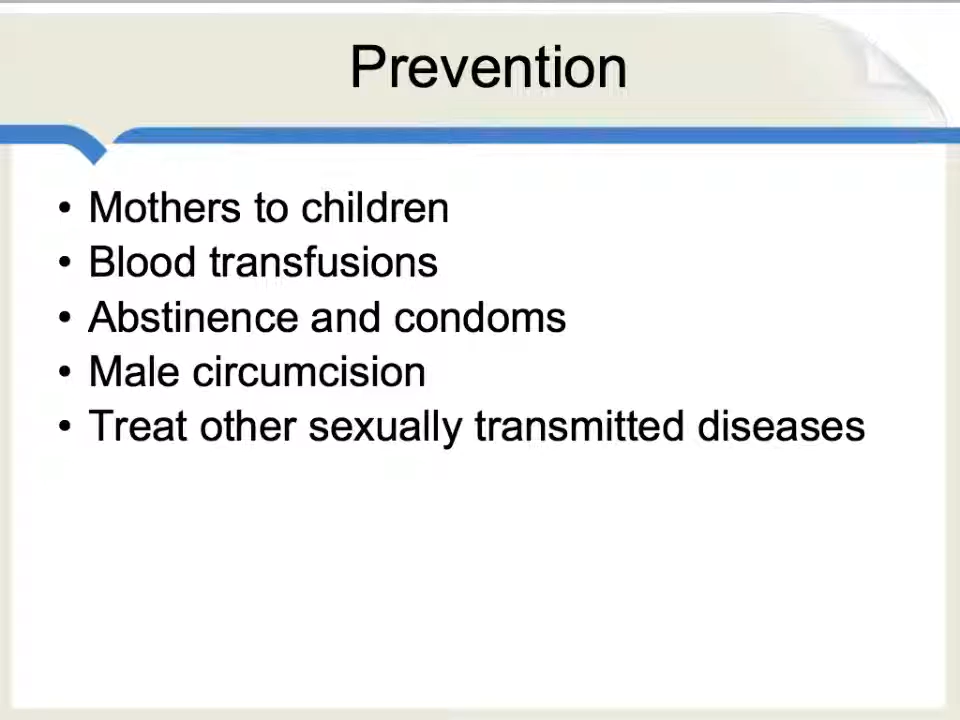 Prevention
• Mothers to children
• Blood transfusions
• Abstinence and condoms
• Male circumcision
• Treat other sexually transmitted diseases